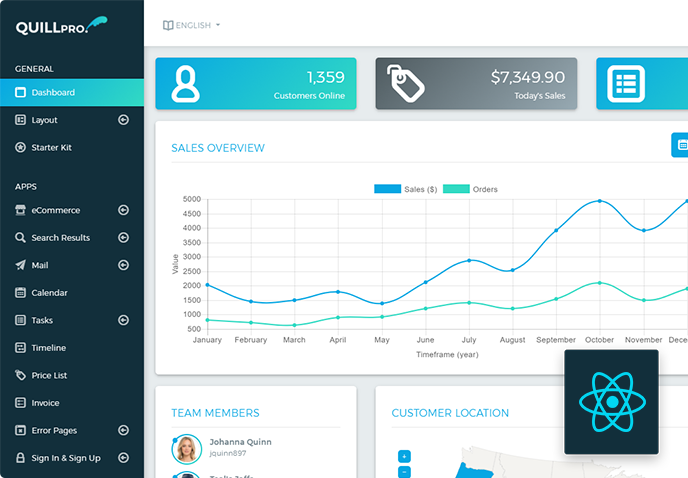 QUILLPRO.
ENGLISH
GENERAL
Dashboard
Layout
Starter Kit
APPS
eCommerce
Search Results
Mail
Calendar
Tasks
Timeline
Price List
Invoice
Error Pages
Sign In & Sign Up
1,359
Customers Online
$7,349.90
Today's Sales
SALES OVERVIEW
Sales ($) Orders
5000
4500
4000
3500
3000
2500
2000
1500
1000
500
Value
January February March April May June July August September October November Dece
Timeframe (year)
TEAM MEMBERS
Johanna Quinn
jquinn897
CUSTOMER LOCATION
+
−